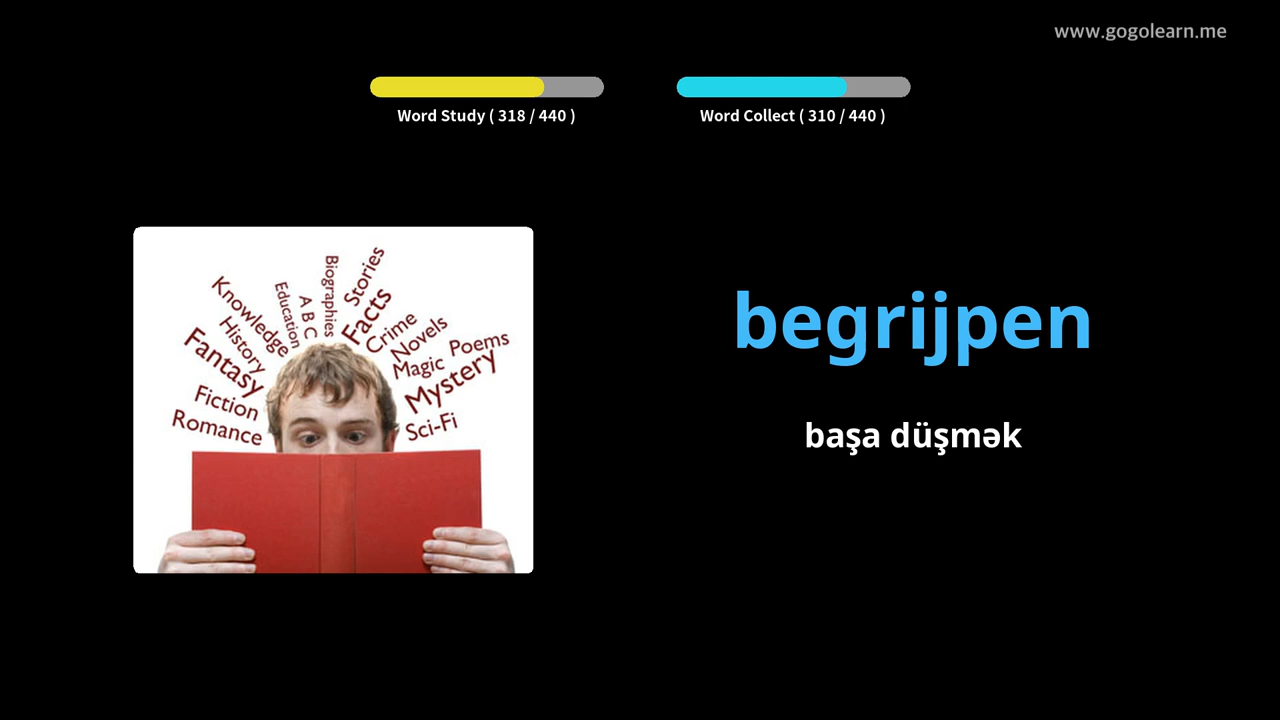 www.gogolearn.me
Word Study ( 318 / 440 )
Word Collect ( 310 / 440 )
Knowledge
History
Fantasy
Fiction
Romance
Education
A B C
Biographies
Stories
Facts
Crime
Novels
Magic
Poems
Mystery
Sci-Fi
begrijpen
başa düşmək